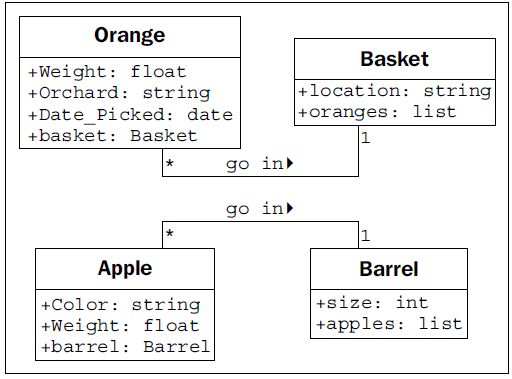 Orange
+Weight: float
+Orchard: string
+Date_Picked: date
+basket: Basket
Basket
+location: string
+oranges: list
* go in 1
go in
* 1
Apple
+Color: string
+Weight: float
+barrel: Barrel
Barrel
+size: int
+apples: list